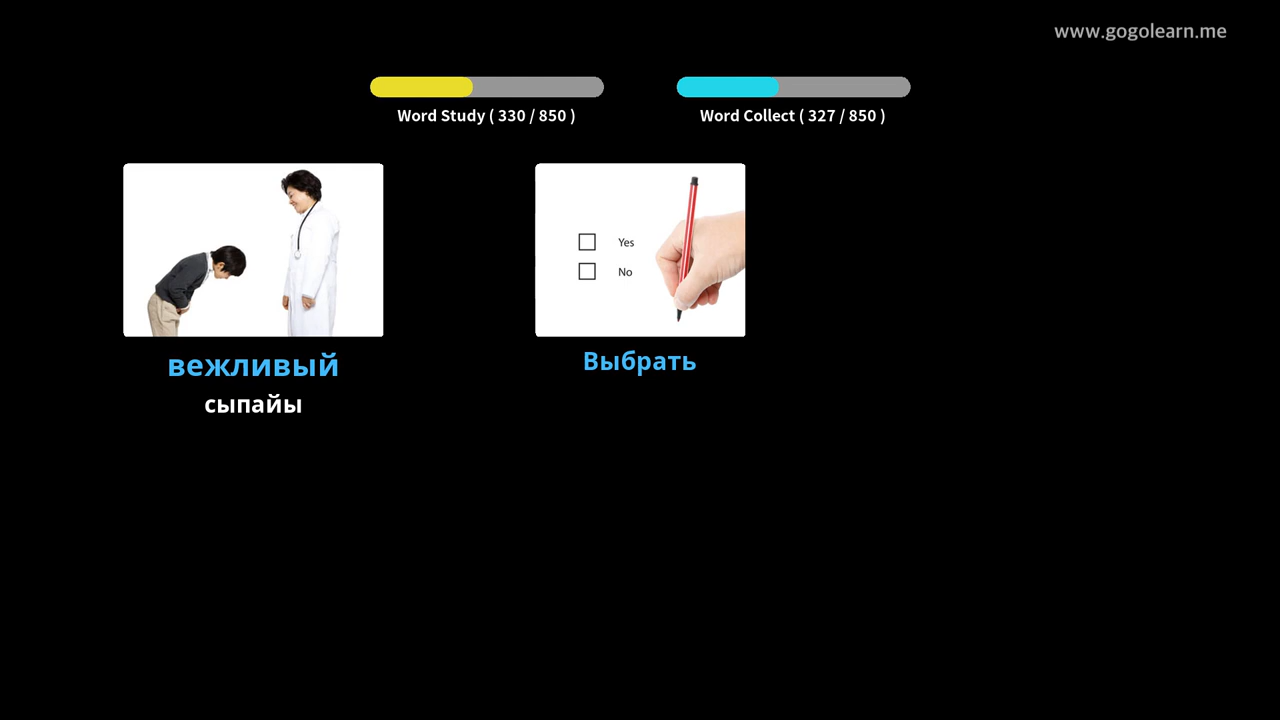 www.gogolearn.me
Word Study ( 330 / 850 )
Word Collect ( 327 / 850 )
Yes
No
вежливый
сыпайы
Выбрать